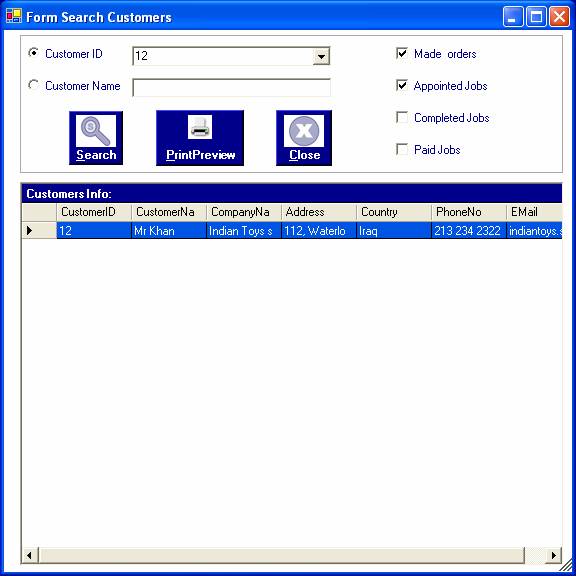 Form Search Customers
Customer ID 12 Made orders
Customer Name Appointed Jobs
Completed Jobs
Search PrintPreview Close Paid Jobs
Customers Info:
CustomerID CustomerNa CompanyNa Address Country PhoneNo EMail
12 Mr Khan Indian Toys s 112, Waterlo Iraq 213 234 2322 indiantoys.s